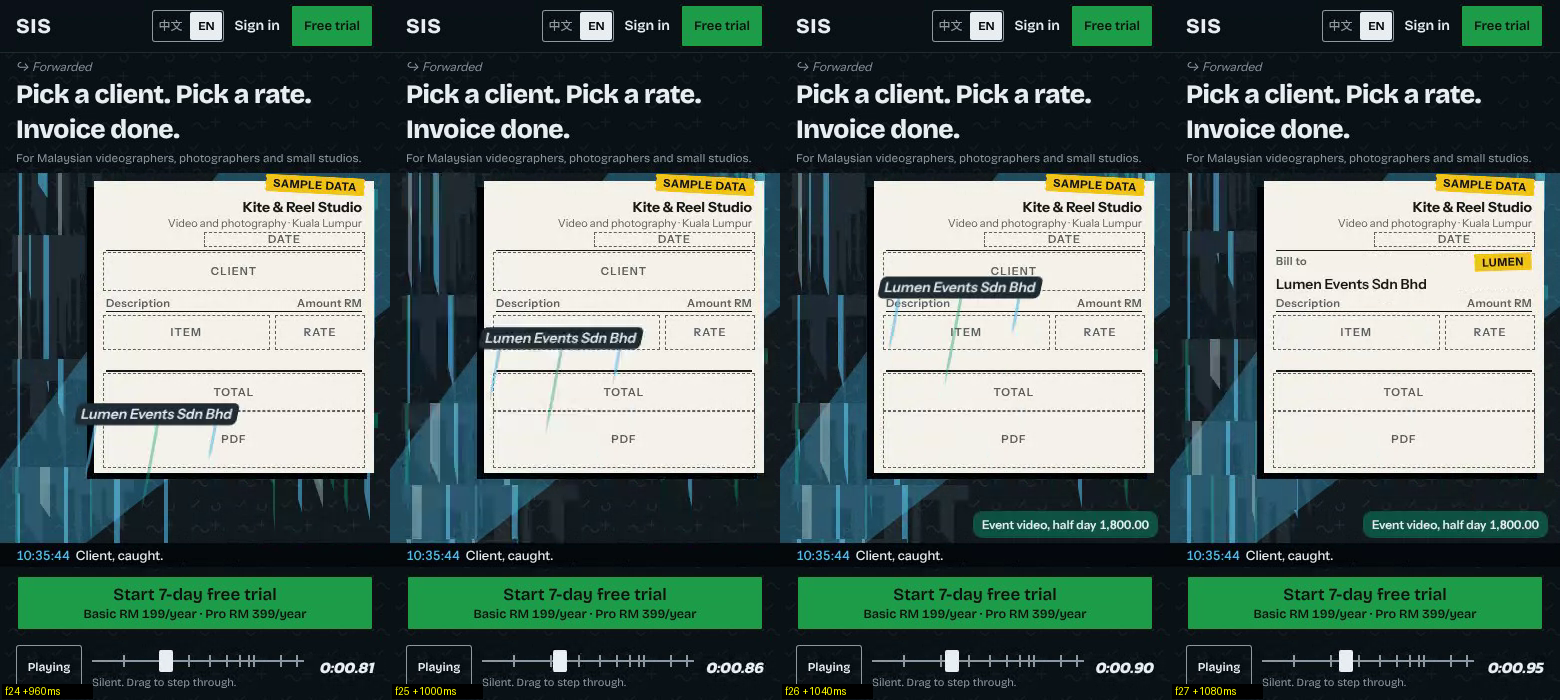 SIS 中文 EN Sign in Free trial
↪ Forwarded
Pick a client. Pick a rate.
Invoice done.
For Malaysian videographers, photographers and small studios.
SAMPLE DATA
Kite & Reel Studio
Video and photography · Kuala Lumpur
DATE
CLIENT
Description Amount RM
ITEM RATE
TOTAL
Lumen Events Sdn Bhd
PDF
10:35:44 Client, caught.
Start 7-day free trial
Basic RM 199/year · Pro RM 399/year
Playing 0:00.81
Silent. Drag to step through.
f24 +960ms
SIS 中文 EN Sign in Free trial
↪ Forwarded
Pick a client. Pick a rate.
Invoice done.
For Malaysian videographers, photographers and small studios.
SAMPLE DATA
Kite & Reel Studio
Video and photography · Kuala Lumpur
DATE
CLIENT
Description Amount RM
ITEM RATE
Lumen Events Sdn Bhd
TOTAL
PDF
10:35:44 Client, caught.
Start 7-day free trial
Basic RM 199/year · Pro RM 399/year
Playing 0:00.86
Silent. Drag to step through.
f25 +1000ms
SIS 中文 EN Sign in Free trial
↪ Forwarded
Pick a client. Pick a rate.
Invoice done.
For Malaysian videographers, photographers and small studios.
SAMPLE DATA
Kite & Reel Studio
Video and photography · Kuala Lumpur
DATE
CLIENT
Lumen Events Sdn Bhd
Description Amount RM
ITEM RATE
TOTAL
PDF
Event video, half day 1,800.00
10:35:44 Client, caught.
Start 7-day free trial
Basic RM 199/year · Pro RM 399/year
Playing 0:00.90
Silent. Drag to step through.
f26 +1040ms
SIS 中文 EN Sign in Free trial
↪ Forwarded
Pick a client. Pick a rate.
Invoice done.
For Malaysian videographers, photographers and small studios.
SAMPLE DATA
Kite & Reel Studio
Video and photography · Kuala Lumpur
DATE
Bill to LUMEN
Lumen Events Sdn Bhd
Description Amount RM
ITEM RATE
TOTAL
PDF
Event video, half day 1,800.00
10:35:44 Client, caught.
Start 7-day free trial
Basic RM 199/year · Pro RM 399/year
Playing 0:00.95
Silent. Drag to step through.
f27 +1080ms